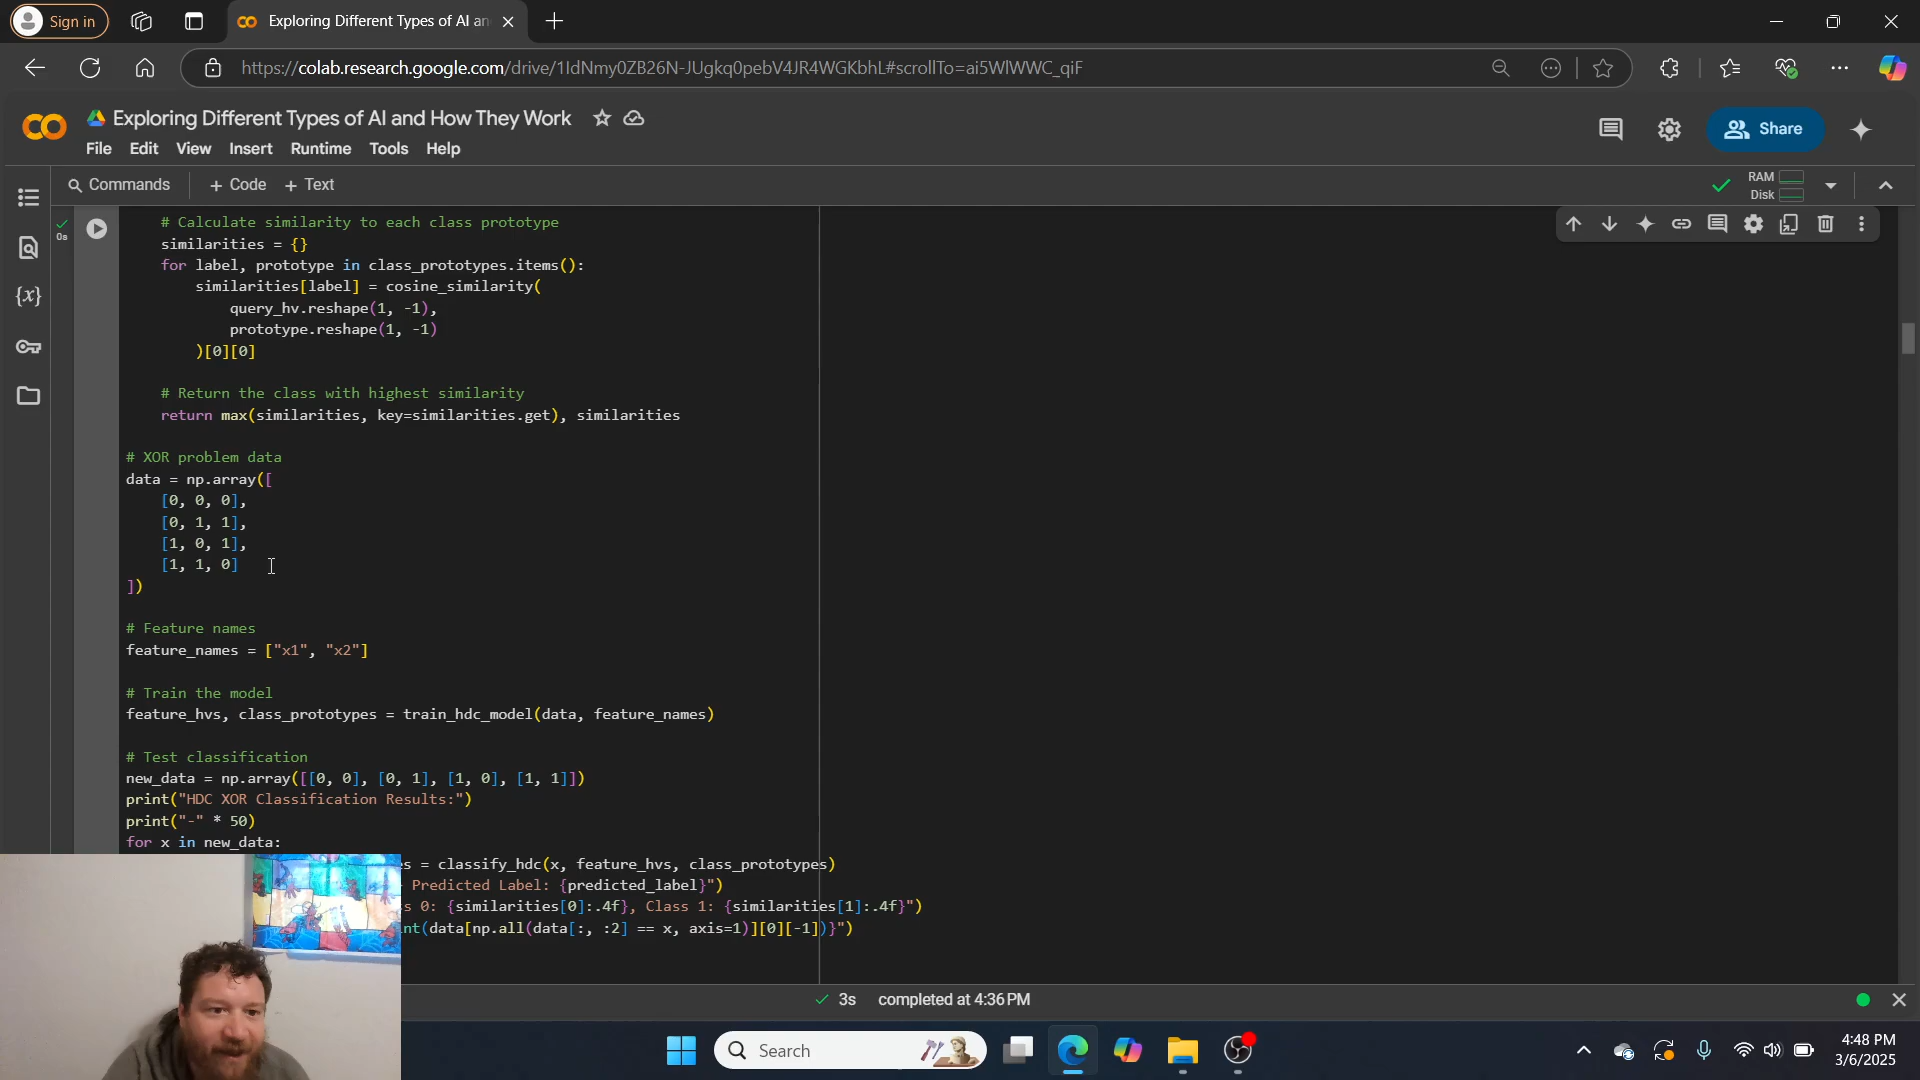 Sign in
Exploring Different Types of AI an
https://colab.research.google.com/drive/1IdNmy0ZB26N-JUgkq0pebV4JR4WGKbhL#scrollTo=ai5WlWWC_qiF
Exploring Different Types of AI and How They Work
Share
File Edit View Insert Runtime Tools Help
Commands + Code + Text
RAM
Disk
0s
# Calculate similarity to each class prototype
similarities = {}
for label, prototype in class_prototypes.items():
similarities[label] = cosine_similarity(
query_hv.reshape(1, -1),
prototype.reshape(1, -1)
)[0][0]
# Return the class with highest similarity
return max(similarities, key=similarities.get), similarities
# XOR problem data
data = np.array([
[0, 0, 0],
[0, 1, 1],
[1, 0, 1],
[1, 1, 0]
])
# Feature names
feature_names = ["x1", "x2"]
# Train the model
feature_hvs, class_prototypes = train_hdc_model(data, feature_names)
# Test classification
new_data = np.array([[0, 0], [0, 1], [1, 0], [1, 1]])
print("HDC XOR Classification Results:")
print("-" * 50)
for x in new_data:
s = classify_hdc(x, feature_hvs, class_prototypes)
Predicted Label: {predicted_label}")
s 0: {similarities[0]:.4f}, Class 1: {similarities[1]:.4f}")
nt(data[np.all(data[:, :2] == x, axis=1)][0][-1])}")
3s completed at 4:36 PM
Search
4:48 PM
3/6/2025